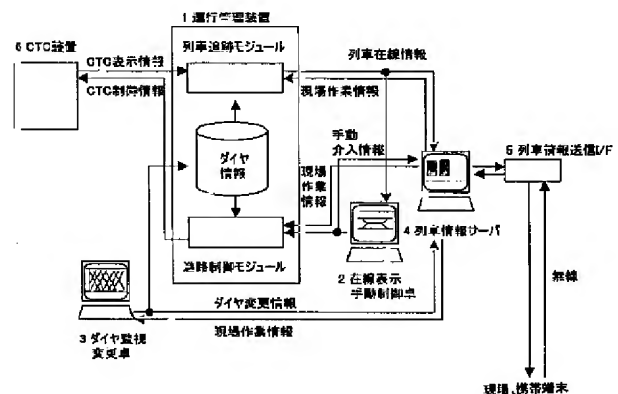 1 運行管理装置
6 CTC装置
列車追跡モジュール
CTC表示情報
CTC制御情報
列車在線情報
現場作業情報
手動
介入情報
ダイヤ
情報
現場
作業
情報
5 列車情報送信I/F
4 列車情報サーバ
進路制御モジュール
2 在線表示
手動制御卓
無線
ダイヤ変更情報
現場作業情報
3 ダイヤ監視
変更卓
現場、携帯端末